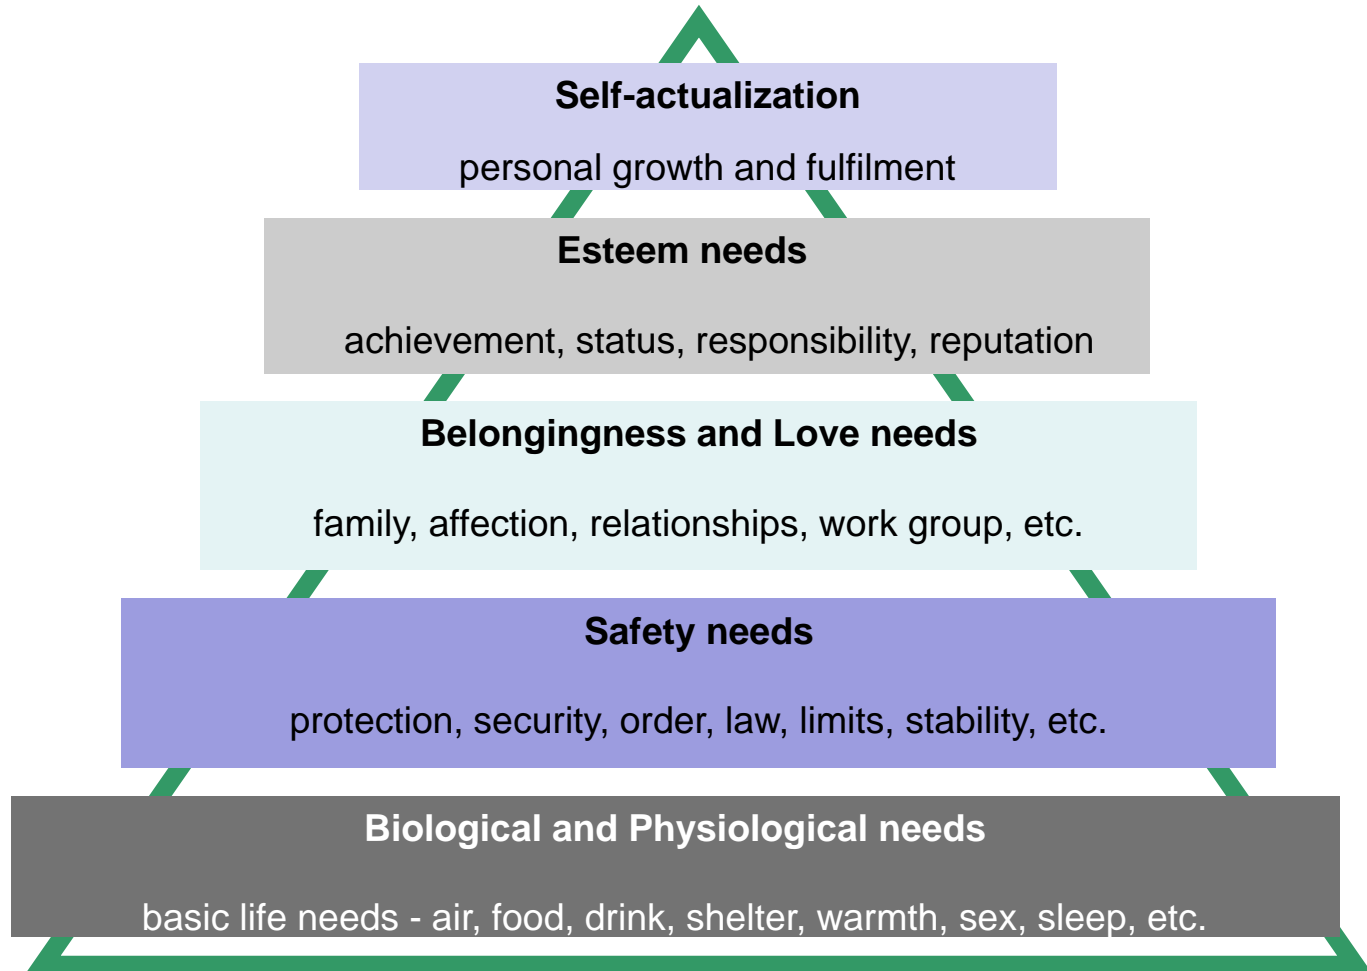 Self-actualization
personal growth and fulfilment
Esteem needs
achievement, status, responsibility, reputation
Belongingness and Love needs
family, affection, relationships, work group, etc.
Safety needs
protection, security, order, law, limits, stability, etc.
Biological and Physiological needs
basic life needs - air, food, drink, shelter, warmth, sex, sleep, etc.